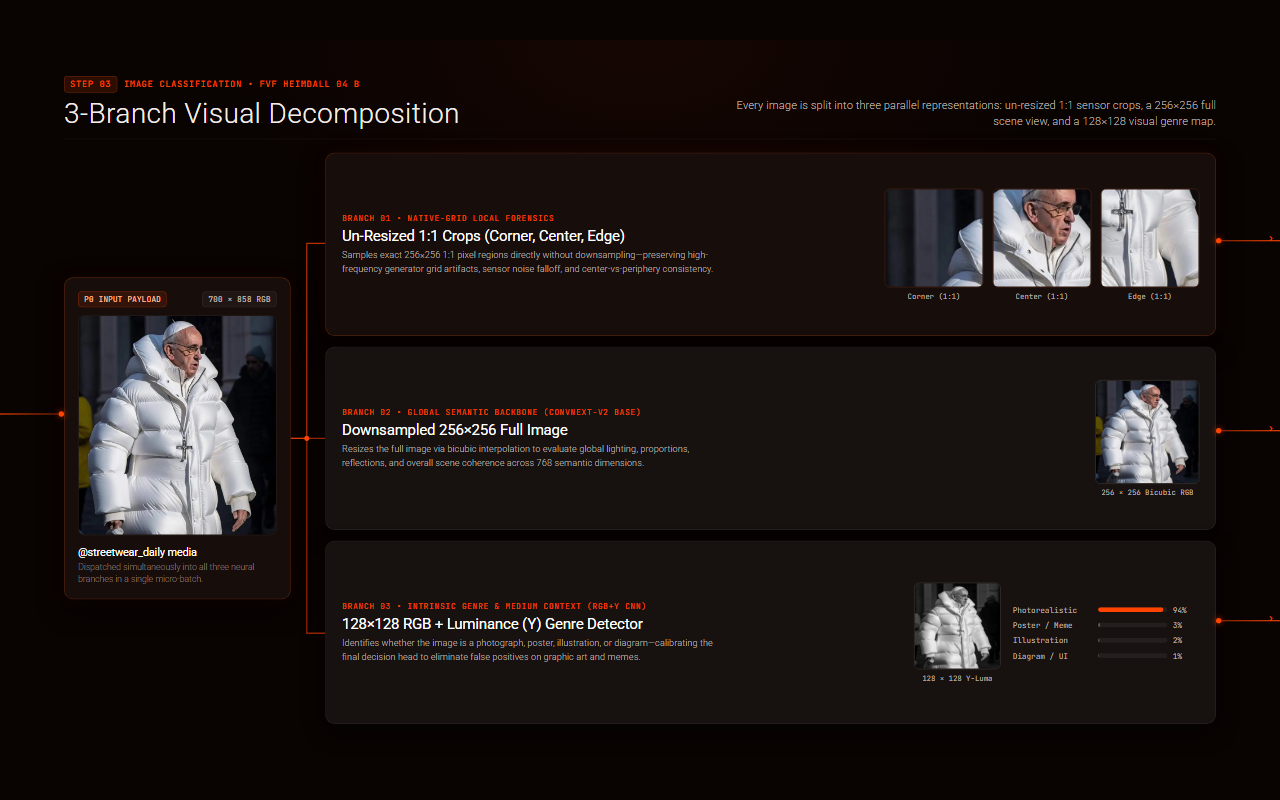 STEP 03 IMAGE CLASSIFICATION • FVF HEIMDALL 04 B
3-Branch Visual Decomposition
Every image is split into three parallel representations: un-resized 1:1 sensor crops, a 256×256 full
scene view, and a 128×128 visual genre map.
P0 INPUT PAYLOAD
700 × 858 RGB
@streetwear_daily media
Dispatched simultaneously into all three neural
branches in a single micro-batch.
BRANCH 01 • NATIVE-GRID LOCAL FORENSICS
Un-Resized 1:1 Crops (Corner, Center, Edge)
Samples exact 256×256 1:1 pixel regions directly without downsampling—preserving high-
frequency generator grid artifacts, sensor noise falloff, and center-vs-periphery consistency.
Corner (1:1)
Center (1:1)
Edge (1:1)
BRANCH 02 • GLOBAL SEMANTIC BACKBONE (CONVNEXT-V2 BASE)
Downsampled 256×256 Full Image
Resizes the full image via bicubic interpolation to evaluate global lighting, proportions,
reflections, and overall scene coherence across 768 semantic dimensions.
256 × 256 Bicubic RGB
BRANCH 03 • INTRINSIC GENRE & MEDIUM CONTEXT (RGB+Y CNN)
128×128 RGB + Luminance (Y) Genre Detector
Identifies whether the image is a photograph, poster, illustration, or diagram—calibrating the
final decision head to eliminate false positives on graphic art and memes.
128 × 128 Y-Luma
Photorealistic 94%
Poster / Meme 3%
Illustration 2%
Diagram / UI 1%